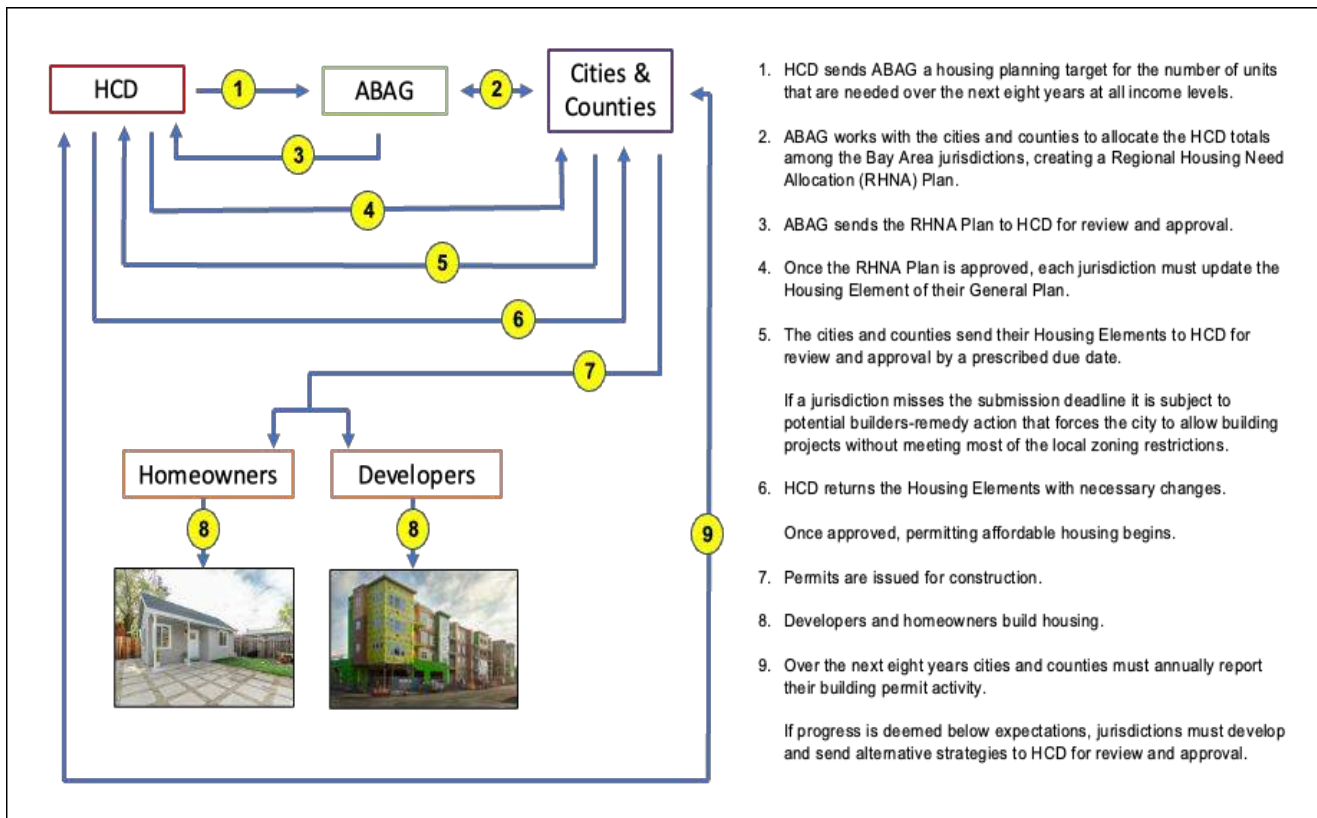 HCD
1
ABAG
2
Cities &
Counties
3
4
5
6
7
Homeowners
Developers
8
8
9
1. HCD sends ABAG a housing planning target for the number of units
that are needed over the next eight years at all income levels.
2. ABAG works with the cities and counties to allocate the HCD totals
among the Bay Area jurisdictions, creating a Regional Housing Need
Allocation (RHNA) Plan.
3. ABAG sends the RHNA Plan to HCD for review and approval.
4. Once the RHNA Plan is approved, each jurisdiction must update the
Housing Element of their General Plan.
5. The cities and counties send their Housing Elements to HCD for
review and approval by a prescribed due date.
If a jurisdiction misses the submission deadline it is subject to
potential builders-remedy action that forces the city to allow building
projects without meeting most of the local zoning restrictions.
6. HCD returns the Housing Elements with necessary changes.
Once approved, permitting affordable housing begins.
7. Permits are issued for construction.
8. Developers and homeowners build housing.
9. Over the next eight years cities and counties must annually report
their building permit activity.
If progress is deemed below expectations, jurisdictions must develop
and send alternative strategies to HCD for review and approval.